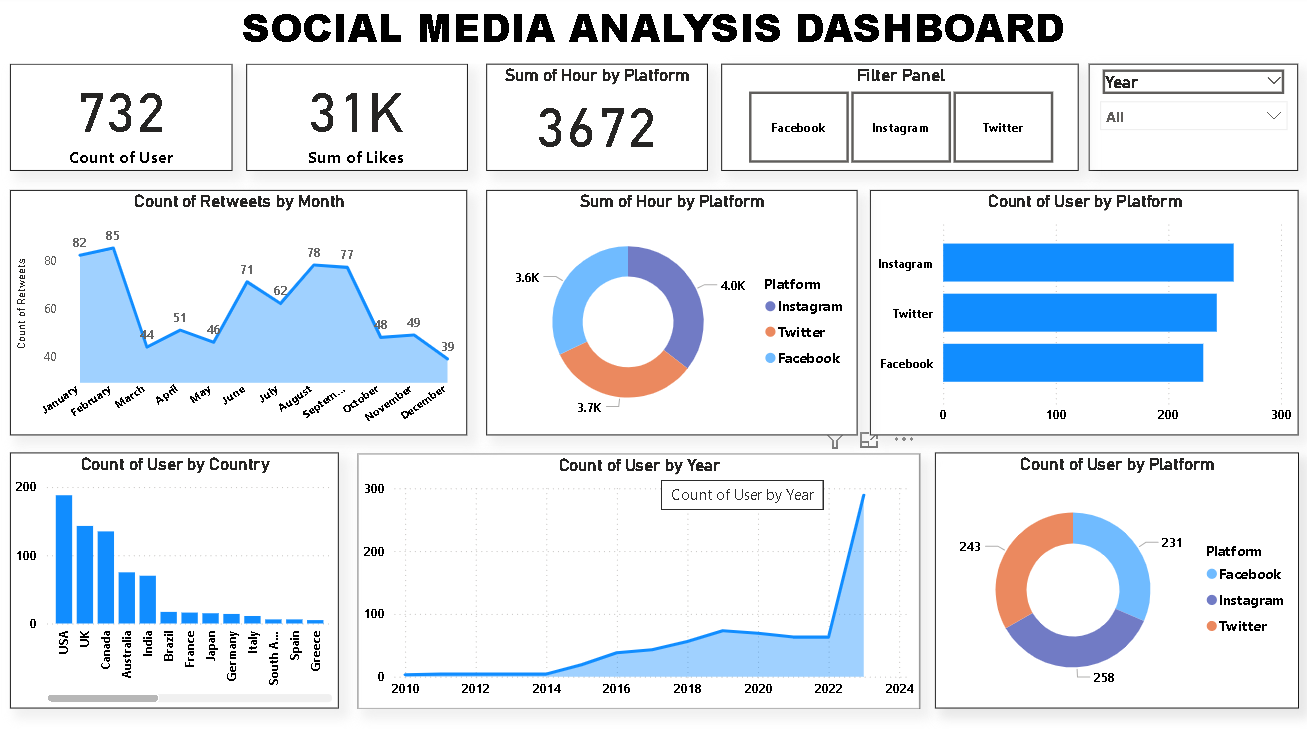 SOCIAL MEDIA ANALYSIS DASHBOARD
732
Count of User
31K
Sum of Likes
Sum of Hour by Platform
3672
Filter Panel
Facebook
Instagram
Twitter
Year
All
Count of Retweets by Month
Count of Retweets
80
60
40
82
85
44
51
46
71
62
78
77
48
49
39
January
February
March
April
May
June
July
August
Septem...
October
November
December
Sum of Hour by Platform
3.6K
4.0K
3.7K
Platform
Instagram
Twitter
Facebook
Count of User by Platform
Instagram
Twitter
Facebook
0
100
200
300
Count of User by Country
200
100
0
USA
UK
Canada
Australia
India
Brazil
France
Japan
Germany
Italy
South A...
Spain
Greece
Count of User by Year
Count of User by Year
300
200
100
0
2010
2012
2014
2016
2018
2020
2022
2024
Count of User by Platform
243
231
258
Platform
Facebook
Instagram
Twitter